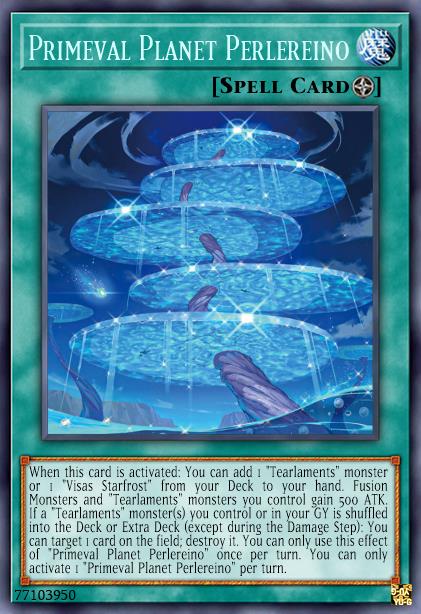 PRIMEVAL PLANET PERLEREINO
魔
[SPELL CARD]
When this card is activated: You can add 1 "Tearlaments" monster
or 1 "Visas Starfrost" from your Deck to your hand. Fusion
Monsters and "Tearlaments" monsters you control gain 500 ATK.
If a "Tearlaments" monster(s) you control or in your GY is shuffled
into the Deck or Extra Deck (except during the Damage Step): You
can target 1 card on the field; destroy it. You can only use this effect
of "Primeval Planet Perlereino" once per turn. You can only
activate 1 "Primeval Planet Perlereino" per turn.
77103950